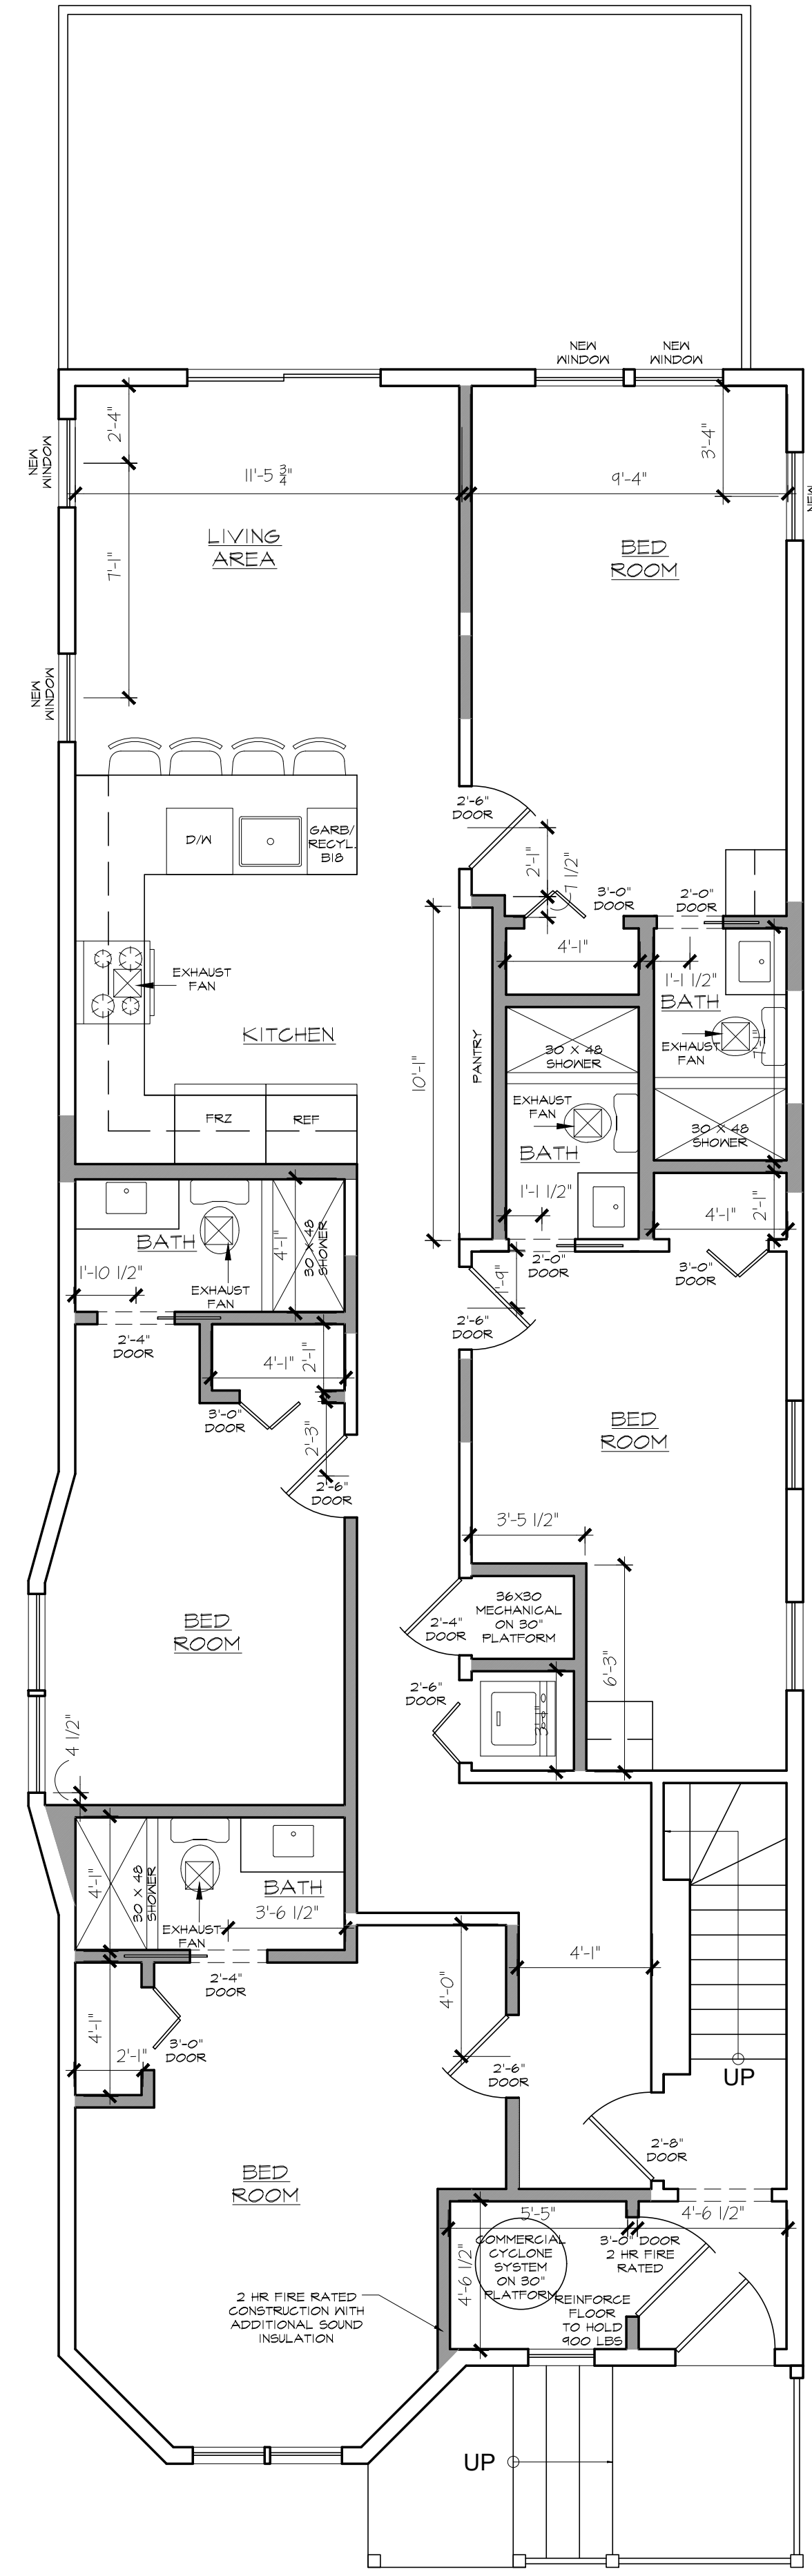 NEW
WINDOW
NEW
WINDOW
2'-4"
NEW
WINDOW
11'-5 3/4"
9'-4"
3'-4"
NEW
LIVING
AREA
BED
ROOM
7'-1"
NEW
WINDOW
2'-6"
DOOR
D/W
GARB/
RECYL.
B18
2'-1"
7 1/2"
3'-0"
DOOR
2'-0"
DOOR
4'-1"
EXHAUST
FAN
1'-1 1/2"
BATH
KITCHEN
PANTRY
30 X 48
SHOWER
EXHAUST
FAN
10'-1"
EXHAUST
FAN
FRZ
REF
30 X 48
SHOWER
BATH
1'-1 1/2"
4'-1"
2'-1"
BATH
4'-1"
30 X 48
SHOWER
1'-10 1/2"
EXHAUST
FAN
2'-0"
DOOR
3'-0"
DOOR
1'-9"
2'-4"
DOOR
2'-6"
DOOR
4'-1"
2'-1"
3'-0"
DOOR
2'-3"
BED
ROOM
2'-6"
DOOR
3'-5 1/2"
36X30
MECHANICAL
ON 30"
PLATFORM
2'-4"
DOOR
BED
ROOM
6'-3"
2'-6"
DOOR
3'-1"
4 1/2"
4'-1"
30 X 48
SHOWER
BATH
3'-6 1/2"
EXHAUST
FAN
2'-4"
DOOR
4'-0"
4'-1"
4'-1"
3'-0"
DOOR
2'-1"
2'-6"
DOOR
UP
2'-8"
DOOR
BED
ROOM
5'-5"
4'-6 1/2"
3'-0" DOOR
2 HR FIRE
RATED
4'-6 1/2"
COMMERCIAL
CYCLONE
SYSTEM
ON 30"
PLATFORM
REINFORCE
FLOOR
TO HOLD
900 LBS
2 HR FIRE RATED
CONSTRUCTION WITH
ADDITIONAL SOUND
INSULATION
UP